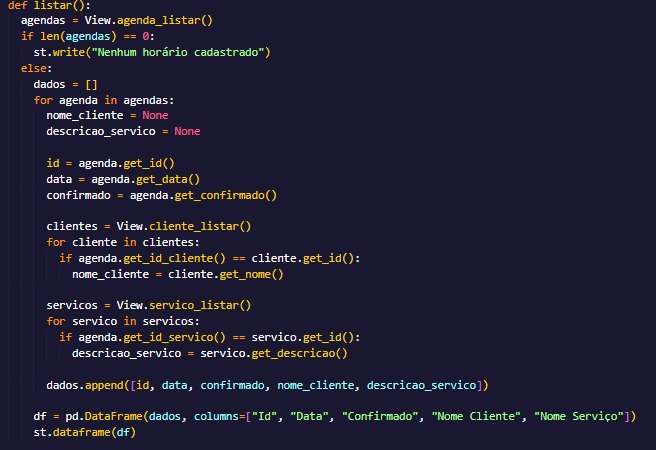 def listar():
  agendas = View.agenda_listar()
  if len(agendas) == 0:
    st.write("Nenhum horário cadastrado")
  else:
    dados = []
    for agenda in agendas:
      nome_cliente = None
      descricao_servico = None

      id = agenda.get_id()
      data = agenda.get_data()
      confirmado = agenda.get_confirmado()

      clientes = View.cliente_listar()
      for cliente in clientes:
        if agenda.get_id_cliente() == cliente.get_id():
          nome_cliente = cliente.get_nome()

      servicos = View.servico_listar()
      for servico in servicos:
        if agenda.get_id_servico() == servico.get_id():
          descricao_servico = servico.get_descricao()

      dados.append([id, data, confirmado, nome_cliente, descricao_servico])

    df = pd.DataFrame(dados, columns=["Id", "Data", "Confirmado", "Nome Cliente", "Nome Serviço"])
    st.dataframe(df)